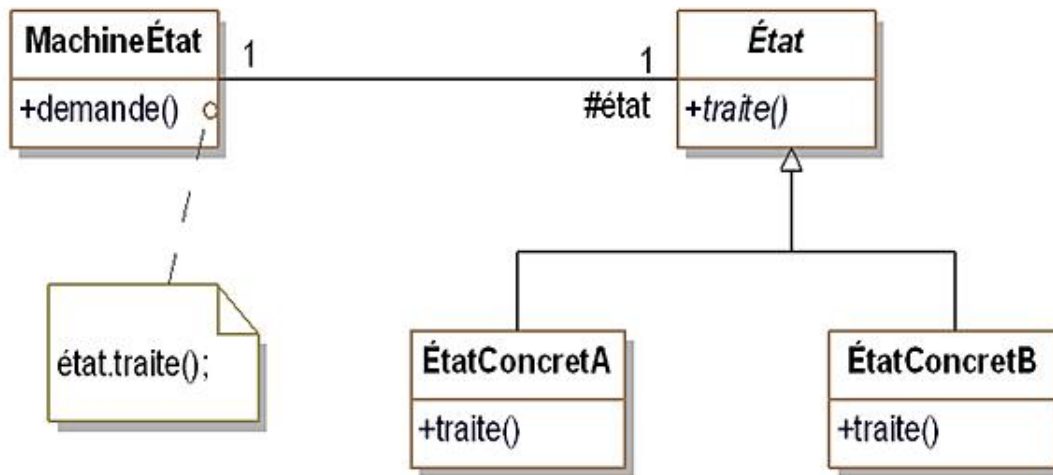 MachineÉtat
+demande()
1
1
#état
État
+traite()
état.traite();
ÉtatConcretA
+traite()
ÉtatConcretB
+traite()